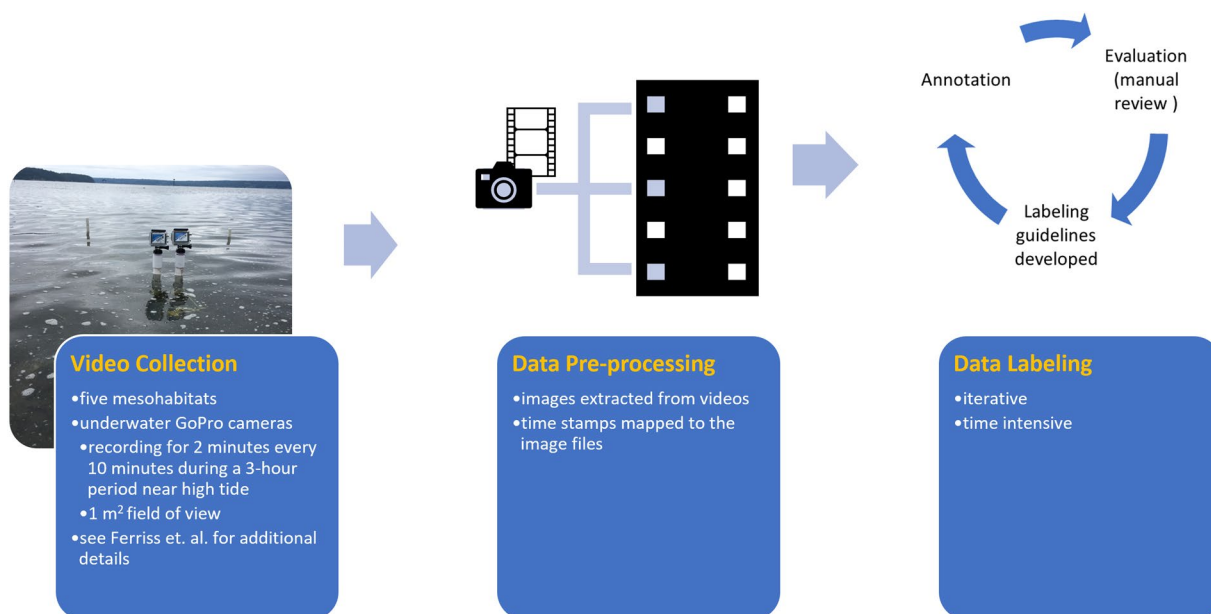 Annotation
Evaluation
(manual
review )
Labeling
guidelines
developed
Video Collection
•five mesohabitats
•underwater GoPro cameras
•recording for 2 minutes every
10 minutes during a 3-hour
period near high tide
•1 m² field of view
•see Ferriss et. al. for additional
details
Data Pre-processing
•images extracted from videos
•time stamps mapped to the
image files
Data Labeling
•iterative
•time intensive